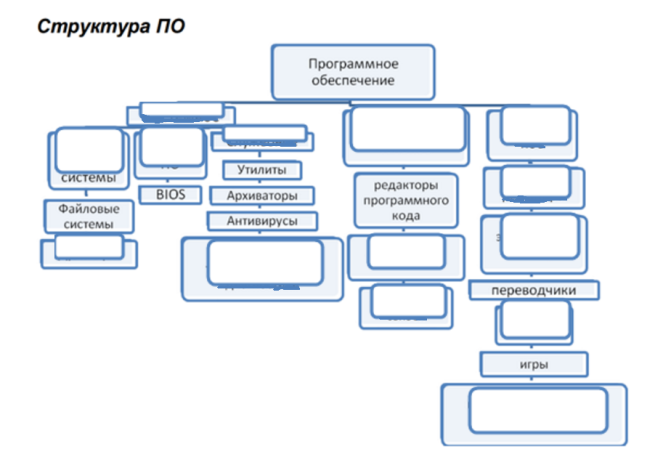 Структура ПО
Программное
обеспечение
системы
Файловые
системы
BIOS
Утилиты
Архиваторы
Антивирусы
редакторы
программного
кода
переводчики
игры